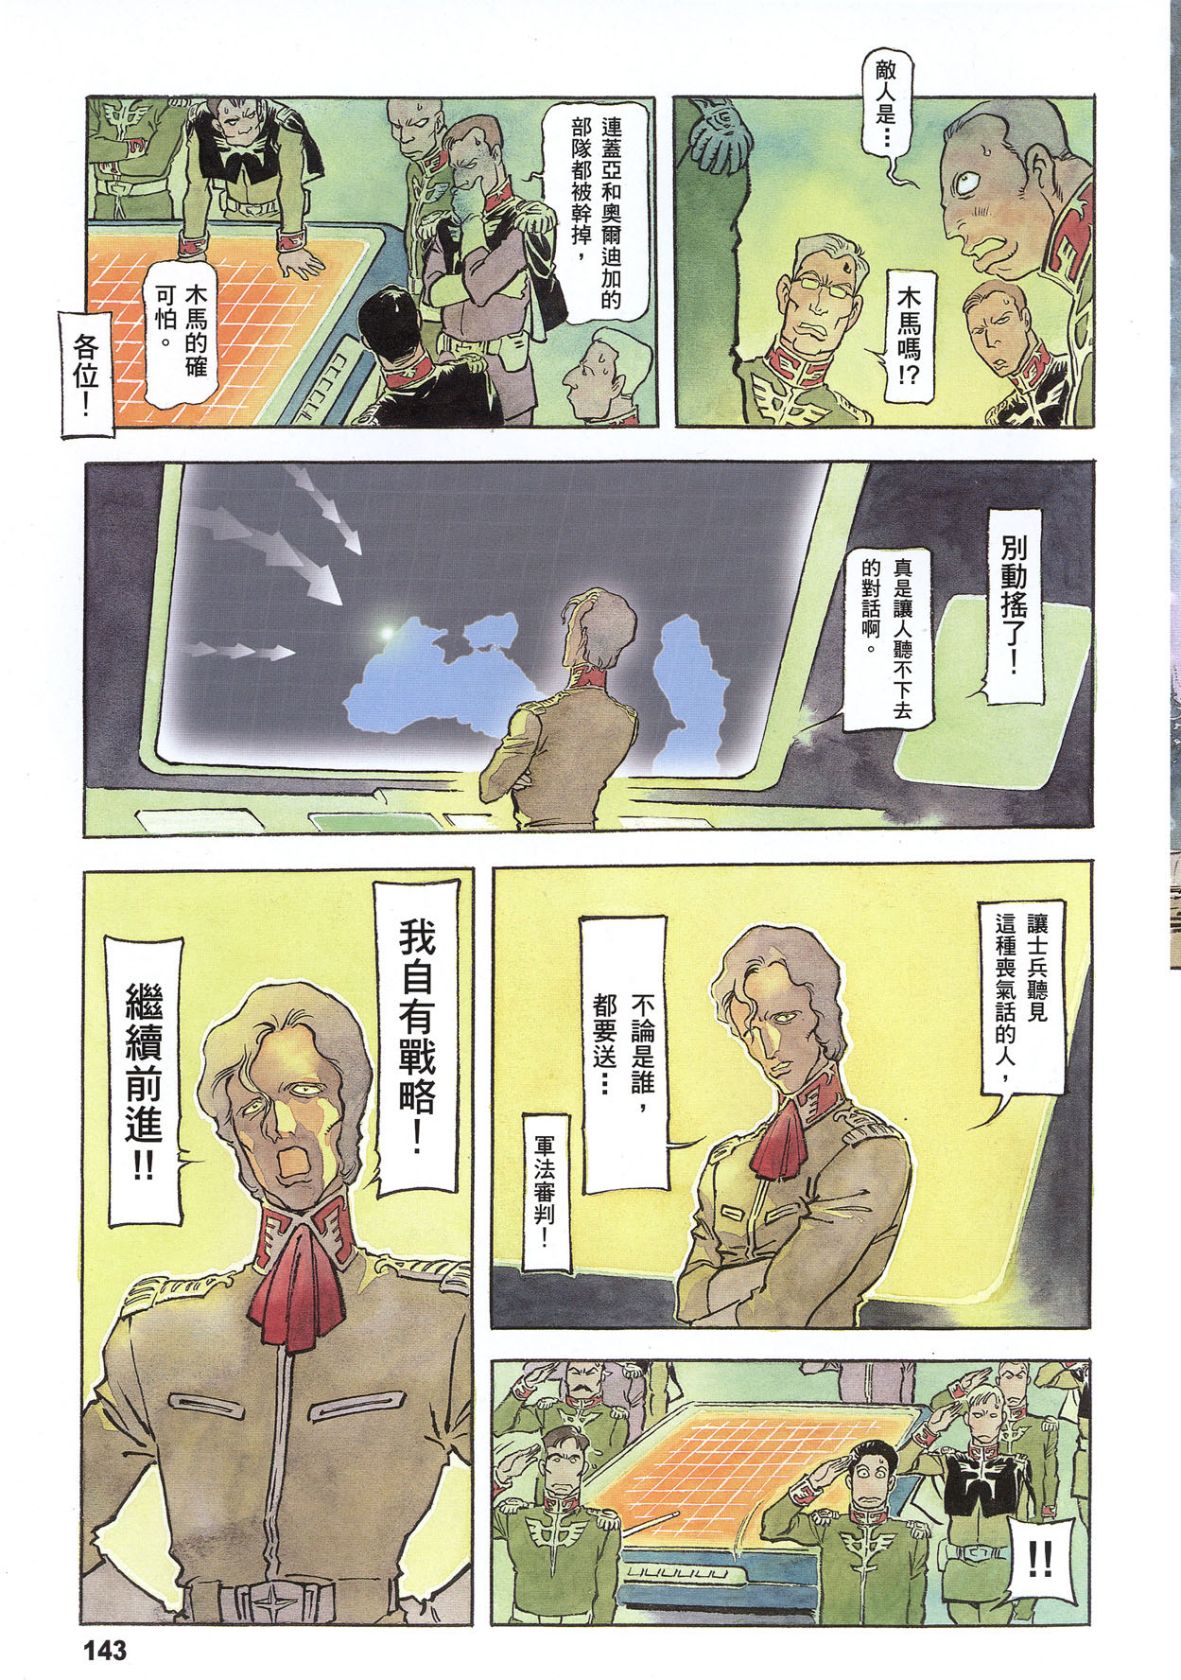 敵人是…
木馬嗎!?
連蓋亞和奧爾迪加的
部隊都被幹掉，
木馬的確
可怕。
各位！
別動搖了！
真是讓人聽不下去
的對話啊。
讓士兵聽見
這種喪氣話的人，
不論是誰，
都要送…
軍法審判！
我自有戰略！
繼續前進!!
!!
143